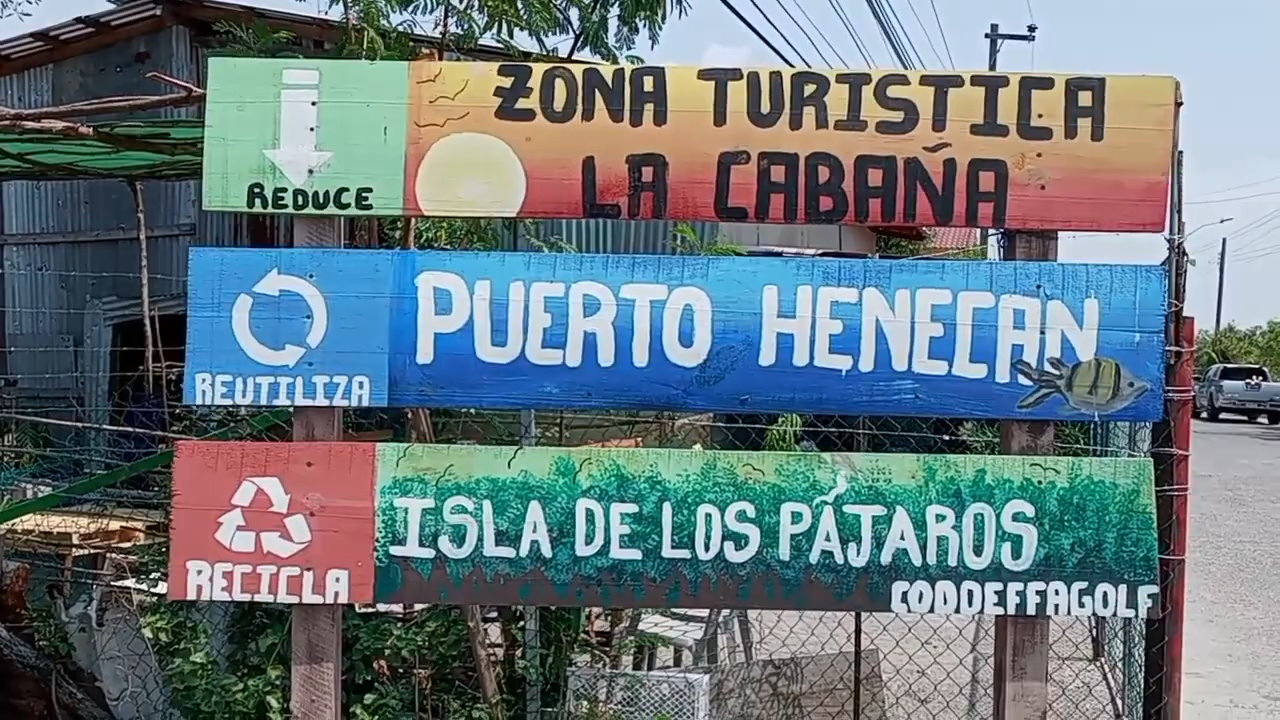 REDUCE
ZONA TURISTICA
LA CABAÑA
REUTILIZA
PUERTO HENECAN
RECICLA
ISLA DE LOS PÁJAROS
CODDEFFAGOLF